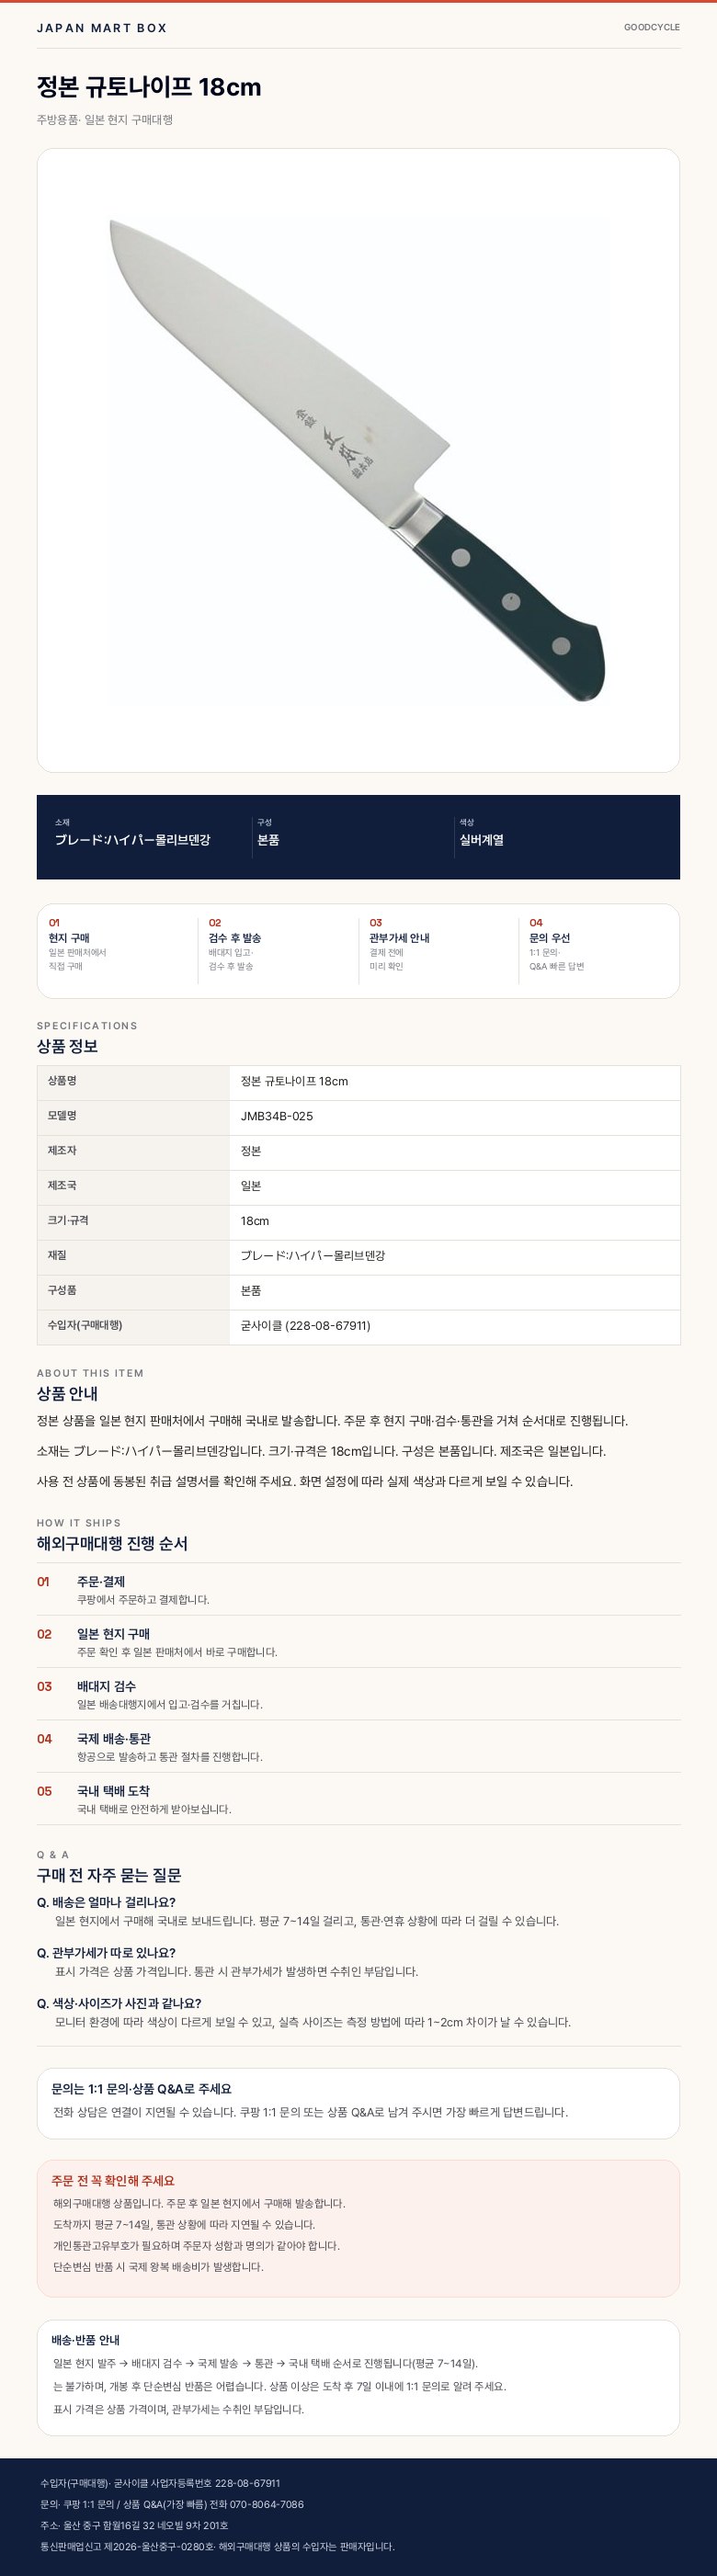 JAPAN MART BOX
GOODCYCLE
정본 규토나이프 18cm
주방용품· 일본 현지 구매대행
登録
正妝
総本店
소재
ブレード:ハイパー몰리브덴강
구성
본품
색상
실버계열
01
현지 구매
일본 판매처에서
직접 구매
02
검수 후 발송
배대지 입고·
검수 후 발송
03
관부가세 안내
결제 전에
미리 확인
04
문의 우선
1:1 문의·
Q&A 빠른 답변
SPECIFICATIONS
상품 정보
상품명 정본 규토나이프 18cm
모델명 JMB34B-025
제조자 정본
제조국 일본
크기·규격 18cm
재질 ブレード:ハイパー몰리브덴강
구성품 본품
수입자(구매대행) 굳사이클 (228-08-67911)
ABOUT THIS ITEM
상품 안내
정본 상품을 일본 현지 판매처에서 구매해 국내로 발송합니다. 주문 후 현지 구매·검수·통관을 거쳐 순서대로 진행됩니다.
소재는 ブレード:ハイパー몰리브덴강입니다. 크기·규격은 18cm입니다. 구성은 본품입니다. 제조국은 일본입니다.
사용 전 상품에 동봉된 취급 설명서를 확인해 주세요. 화면 설정에 따라 실제 색상과 다르게 보일 수 있습니다.
HOW IT SHIPS
해외구매대행 진행 순서
01 주문·결제
쿠팡에서 주문하고 결제합니다.
02 일본 현지 구매
주문 확인 후 일본 판매처에서 바로 구매합니다.
03 배대지 검수
일본 배송대행지에서 입고·검수를 거칩니다.
04 국제 배송·통관
항공으로 발송하고 통관 절차를 진행합니다.
05 국내 택배 도착
국내 택배로 안전하게 받아보십니다.
Q & A
구매 전 자주 묻는 질문
Q. 배송은 얼마나 걸리나요?
일본 현지에서 구매해 국내로 보내드립니다. 평균 7~14일 걸리고, 통관·연휴 상황에 따라 더 걸릴 수 있습니다.
Q. 관부가세가 따로 있나요?
표시 가격은 상품 가격입니다. 통관 시 관부가세가 발생하면 수취인 부담입니다.
Q. 색상·사이즈가 사진과 같나요?
모니터 환경에 따라 색상이 다르게 보일 수 있고, 실측 사이즈는 측정 방법에 따라 1~2cm 차이가 날 수 있습니다.
문의는 1:1 문의·상품 Q&A로 주세요
전화 상담은 연결이 지연될 수 있습니다. 쿠팡 1:1 문의 또는 상품 Q&A로 남겨 주시면 가장 빠르게 답변드립니다.
주문 전 꼭 확인해 주세요
해외구매대행 상품입니다. 주문 후 일본 현지에서 구매해 발송합니다.
도착까지 평균 7~14일, 통관 상황에 따라 지연될 수 있습니다.
개인통관고유부호가 필요하며 주문자 성함과 명의가 같아야 합니다.
단순변심 반품 시 국제 왕복 배송비가 발생합니다.
배송·반품 안내
일본 현지 발주 → 배대지 검수 → 국제 발송 → 통관 → 국내 택배 순서로 진행됩니다(평균 7~14일).
는 불가하며, 개봉 후 단순변심 반품은 어렵습니다. 상품 이상은 도착 후 7일 이내에 1:1 문의로 알려 주세요.
표시 가격은 상품 가격이며, 관부가세는 수취인 부담입니다.
수입자(구매대행)· 굳사이클 사업자등록번호 228-08-67911
문의· 쿠팡 1:1 문의 / 상품 Q&A(가장 빠름) 전화 070-8064-7086
주소· 울산 중구 함월16길 32 네오빌 9차 201호
통신판매업신고 제2026-울산중구-0280호· 해외구매대행 상품의 수입자는 판매자입니다.